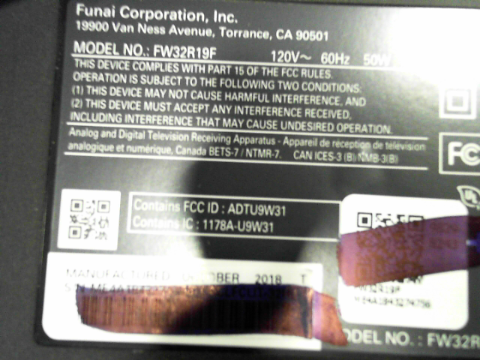 Funai Corporation, Inc.
19900 Van Ness Avenue, Torrance, CA 90501
MODEL NO.: FW32R19F 120V~ 60Hz 50W
THIS DEVICE COMPLIES WITH PART 15 OF THE FCC RULES.
OPERATION IS SUBJECT TO THE FOLLOWING TWO CONDITIONS:
(1) THIS DEVICE MAY NOT CAUSE HARMFUL INTERFERENCE, AND
(2) THIS DEVICE MUST ACCEPT ANY INTERFERENCE RECEIVED,
INCLUDING INTERFERENCE THAT MAY CAUSE UNDESIRED OPERATION.
Analog and Digital Television Receiving Apparatus - Appareil de réception de télévision
analogique et numérique, Canada BETS-7 / NTMR-7. CAN ICES-3 (B)/NMB-3(B)
FC
Contains FCC ID : ADTU9W31
Contains IC : 1178A-U9W31
MANUFACTURED OCTOBER 2018 T
MODEL NO. : FW32R